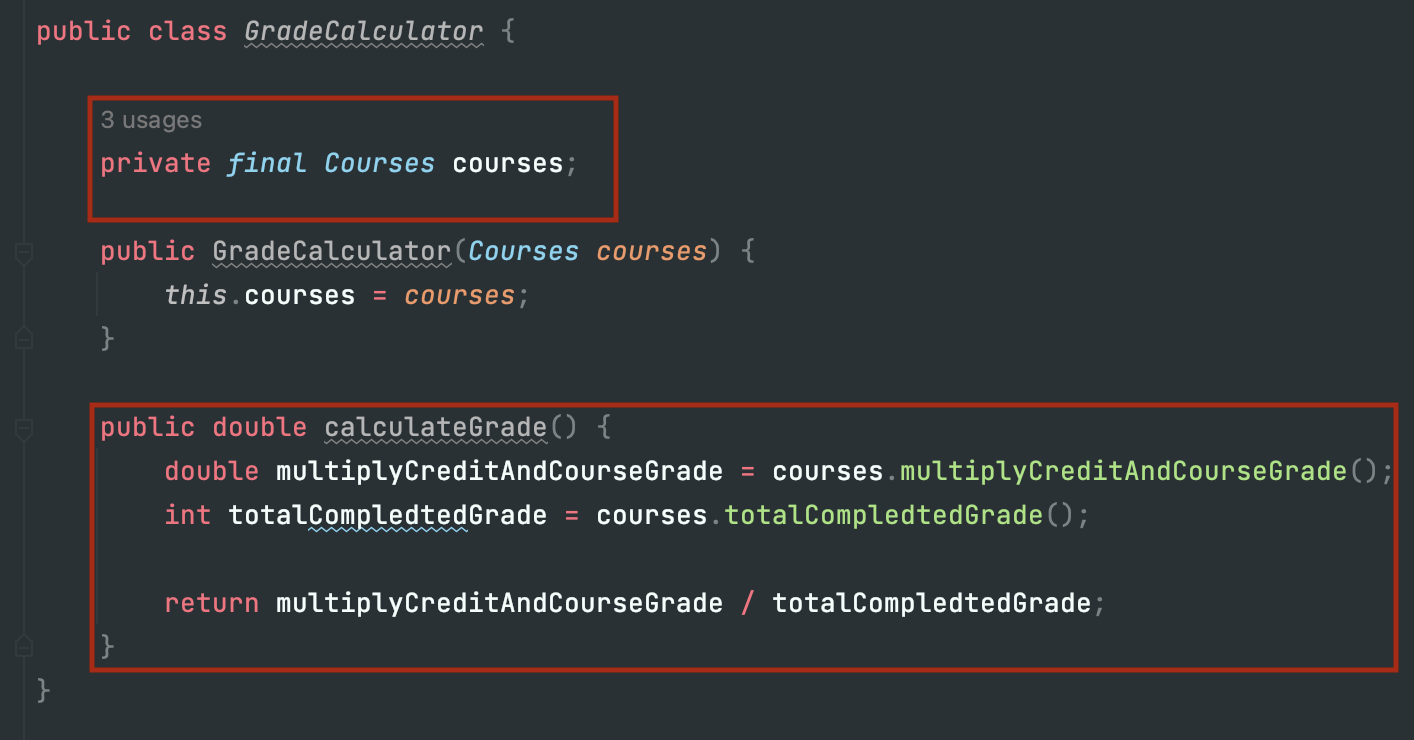 public class GradeCalculator {
3 usages
private final Courses courses;
public GradeCalculator(Courses courses) {
this.courses = courses;
}
public double calculateGrade() {
double multiplyCreditAndCourseGrade = courses.multiplyCreditAndCourseGrade();
int totalCompledtedGrade = courses.totalCompledtedGrade();
return multiplyCreditAndCourseGrade / totalCompledtedGrade;
}
}